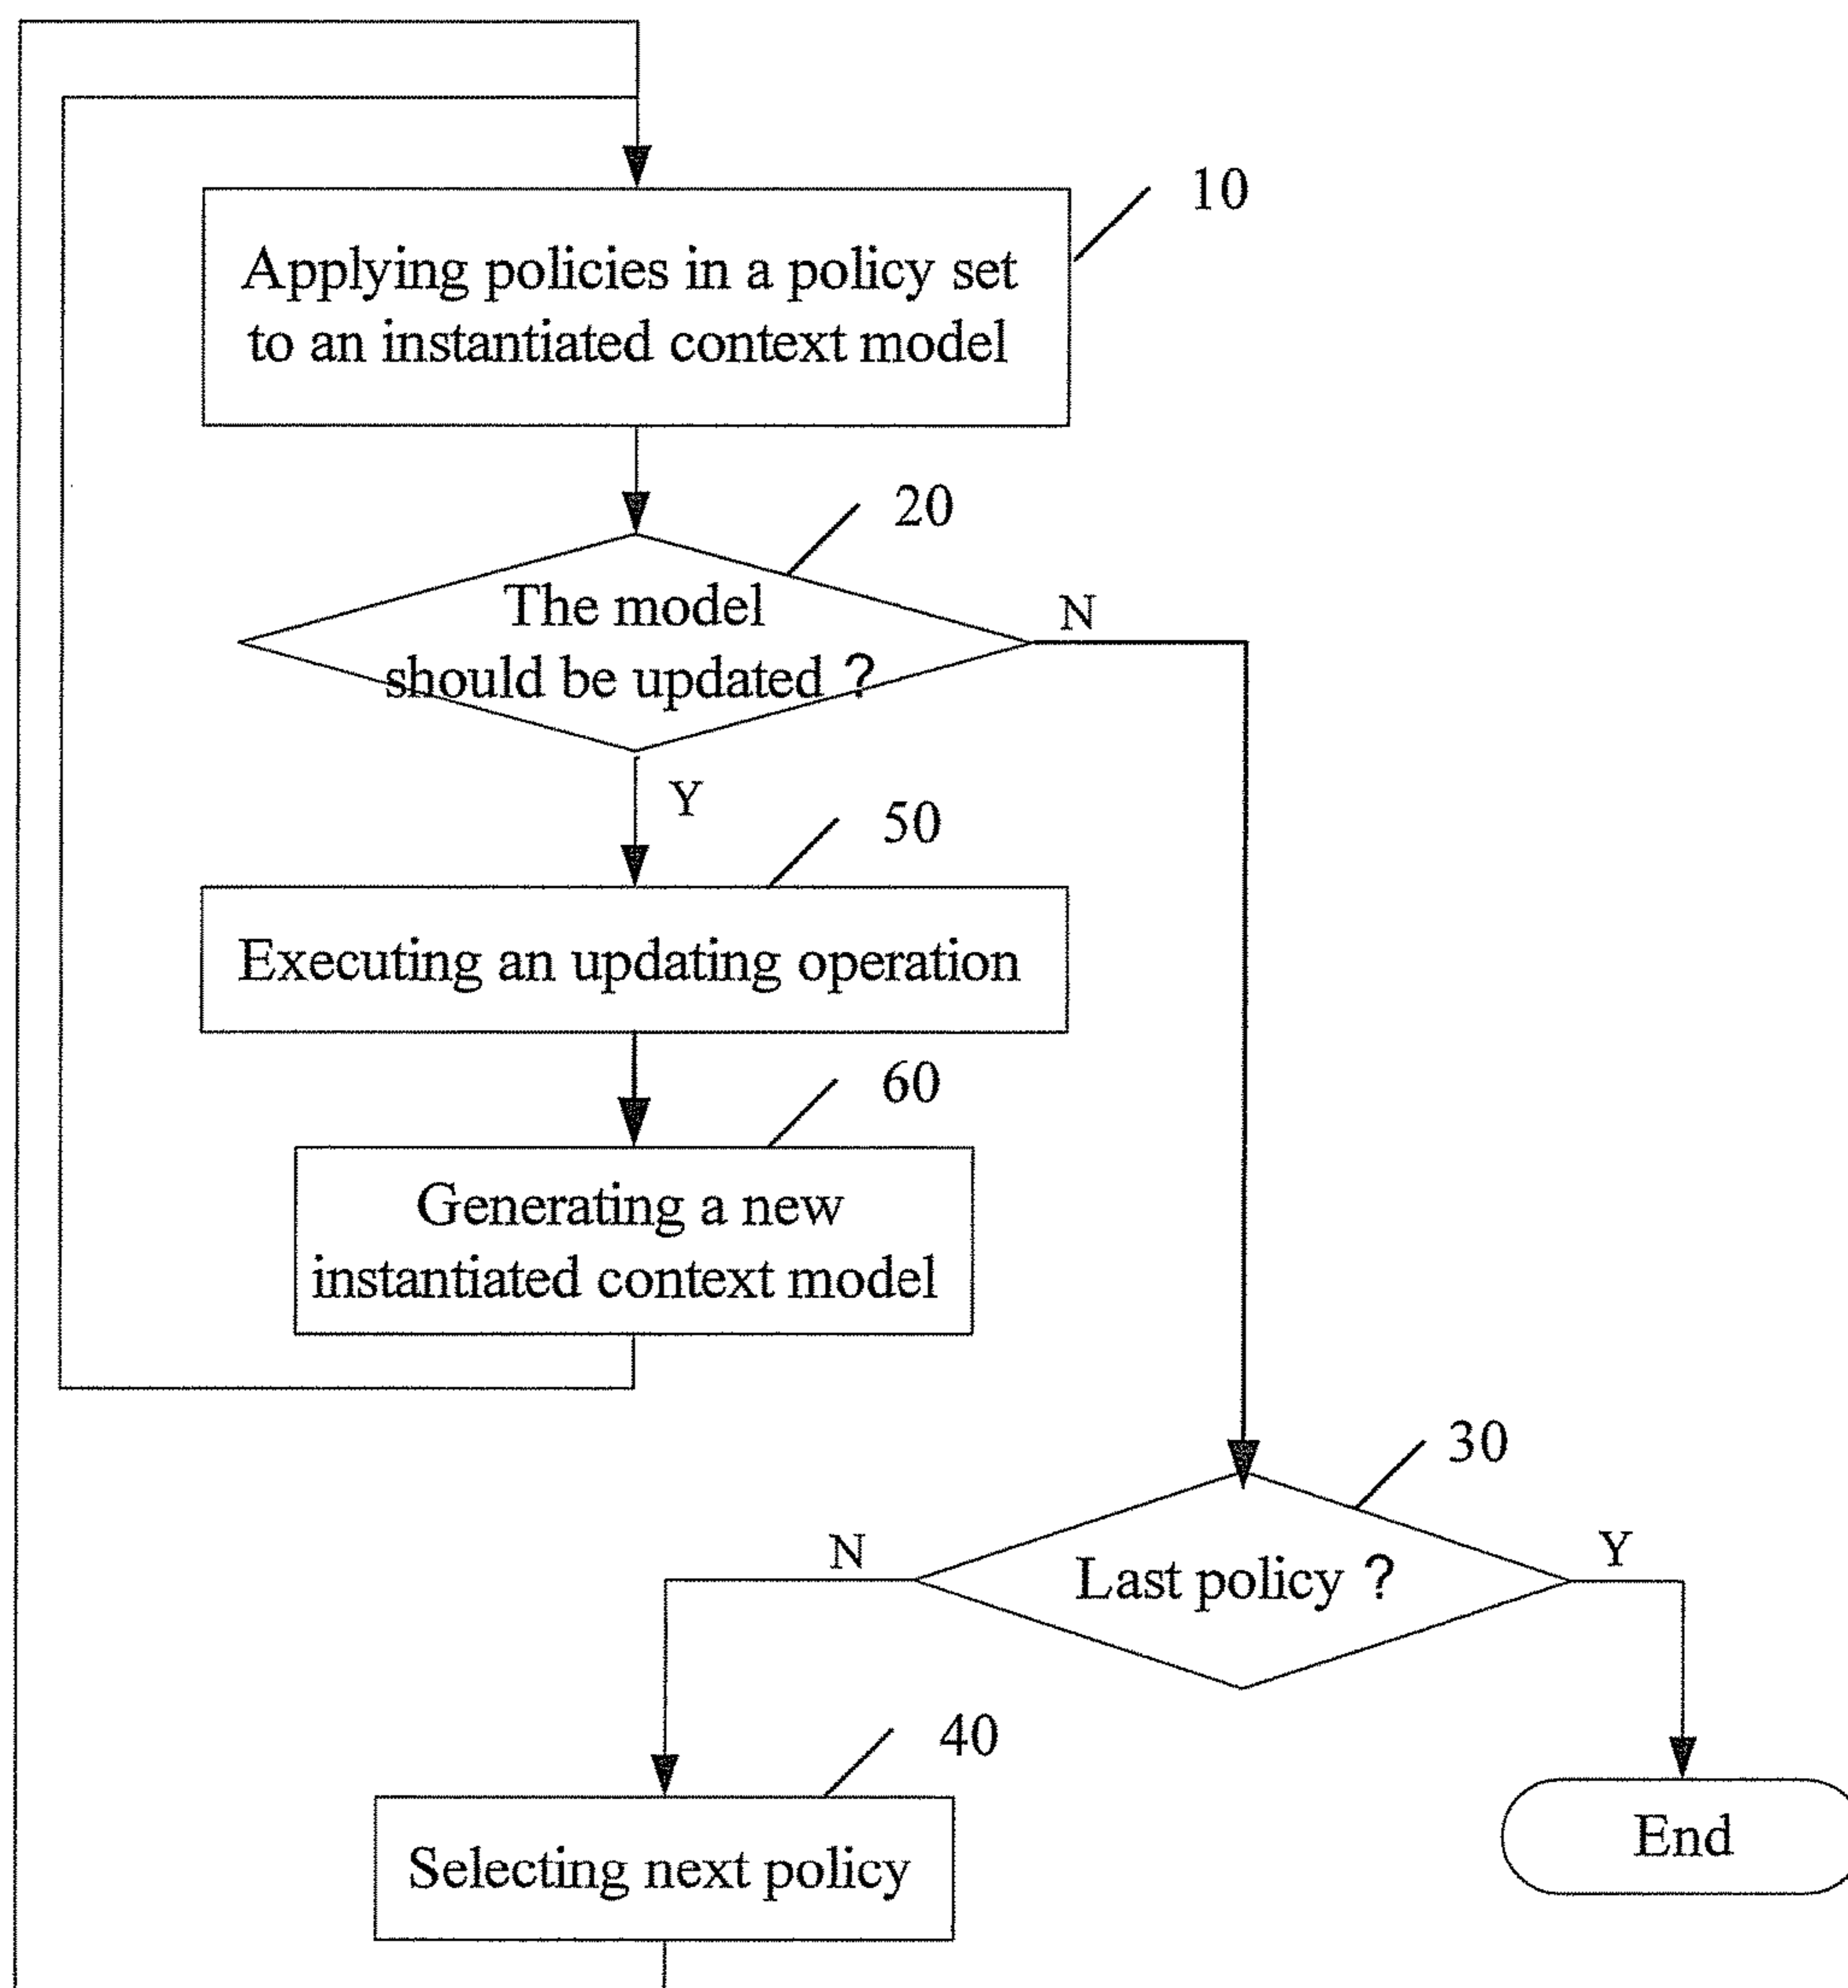 10
Applying policies in a policy set
to an instantiated context model
20
The model
should be updated ?
N
Y
50
Executing an updating operation
60
Generating a new
instantiated context model
30
N
Last policy ?
Y
40
Selecting next policy
End